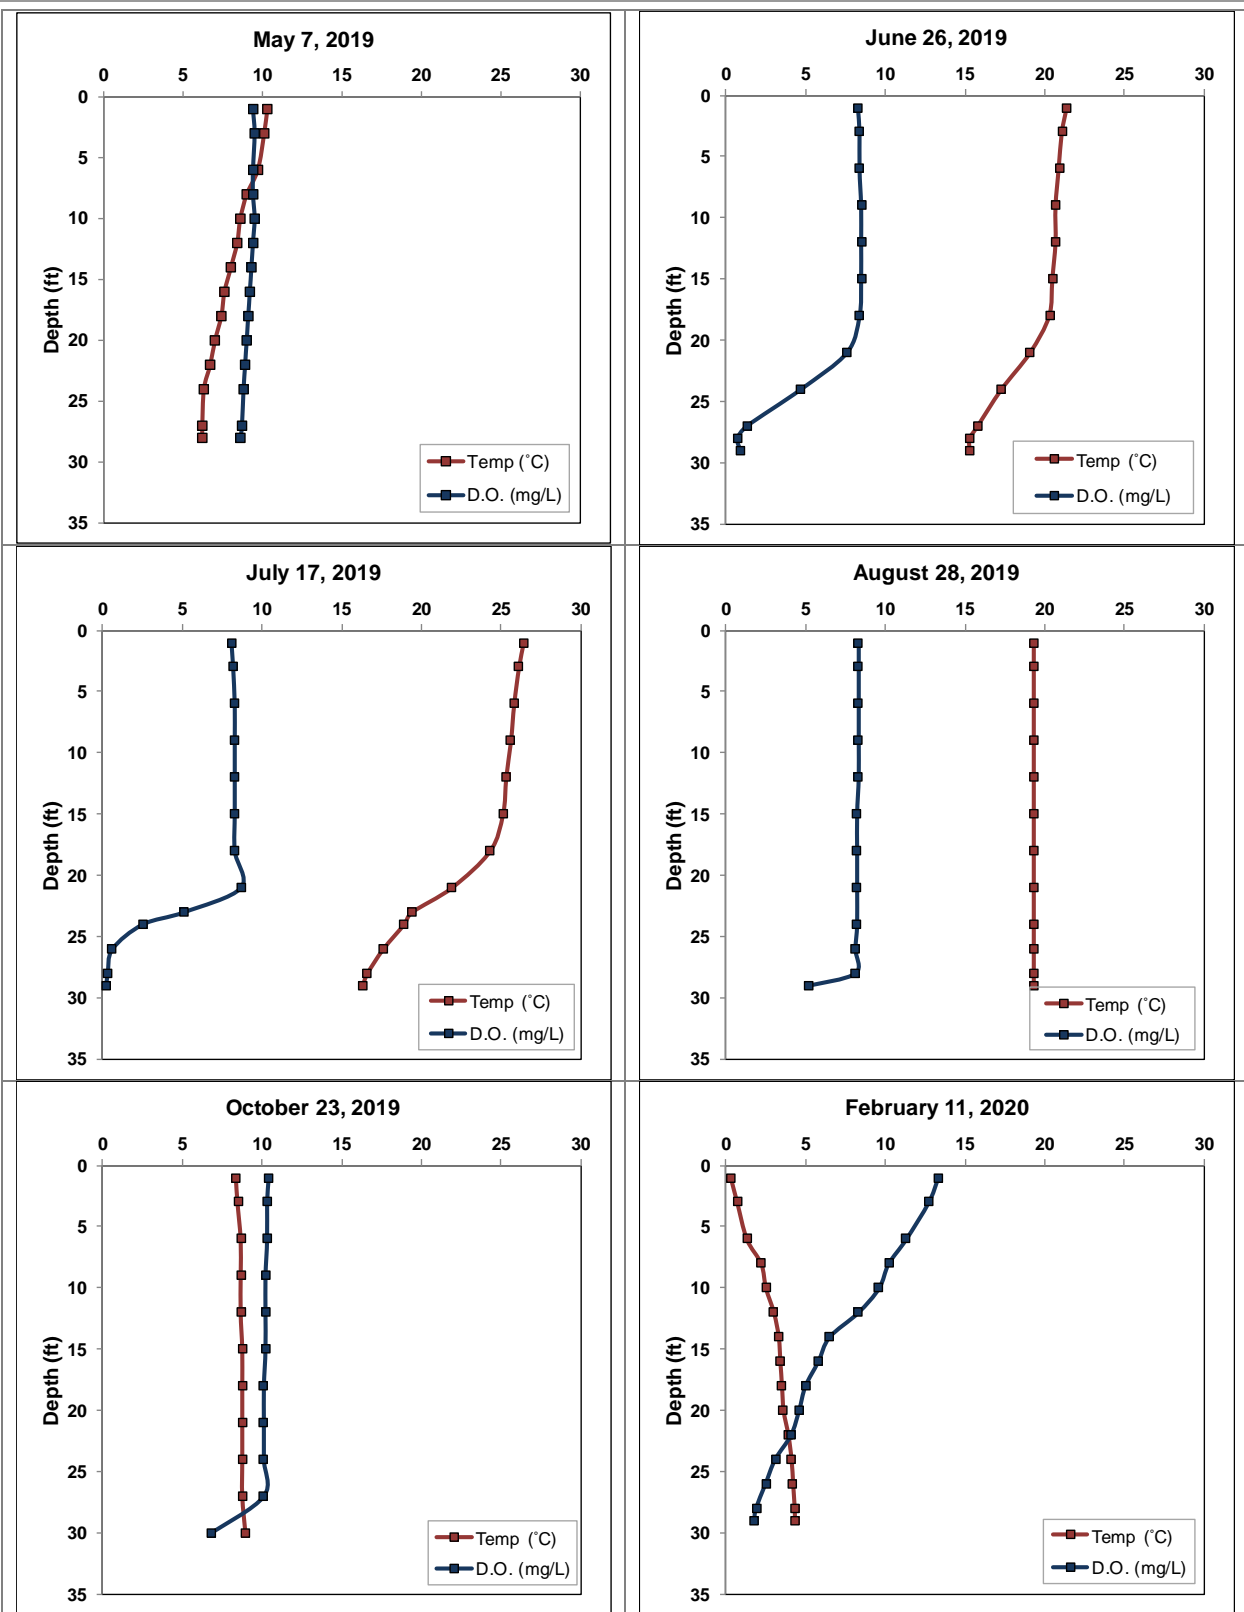 May 7, 2019
0 5 10 15 20 25 30
0
5
10
15
20
25
30
35
Depth (ft)
Temp (˚C)
D.O. (mg/L)
June 26, 2019
0 5 10 15 20 25 30
0
5
10
15
20
25
30
35
Depth (ft)
Temp (˚C)
D.O. (mg/L)
July 17, 2019
0 5 10 15 20 25 30
0
5
10
15
20
25
30
35
Depth (ft)
Temp (˚C)
D.O. (mg/L)
August 28, 2019
0 5 10 15 20 25 30
0
5
10
15
20
25
30
35
Depth (ft)
Temp (˚C)
D.O. (mg/L)
October 23, 2019
0 5 10 15 20 25 30
0
5
10
15
20
25
30
35
Depth (ft)
Temp (˚C)
D.O. (mg/L)
February 11, 2020
0 5 10 15 20 25 30
0
5
10
15
20
25
30
35
Depth (ft)
Temp (˚C)
D.O. (mg/L)